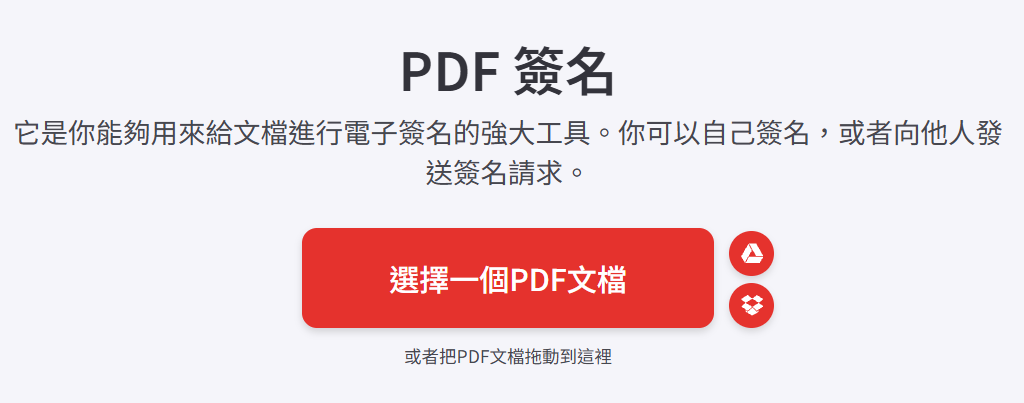 PDF 簽名
它是你能夠用來給文檔進行電子簽名的強大工具。你可以自己簽名，或者向他人發
送簽名請求。
選擇一個PDF文檔
或者把PDF文檔拖動到這裡